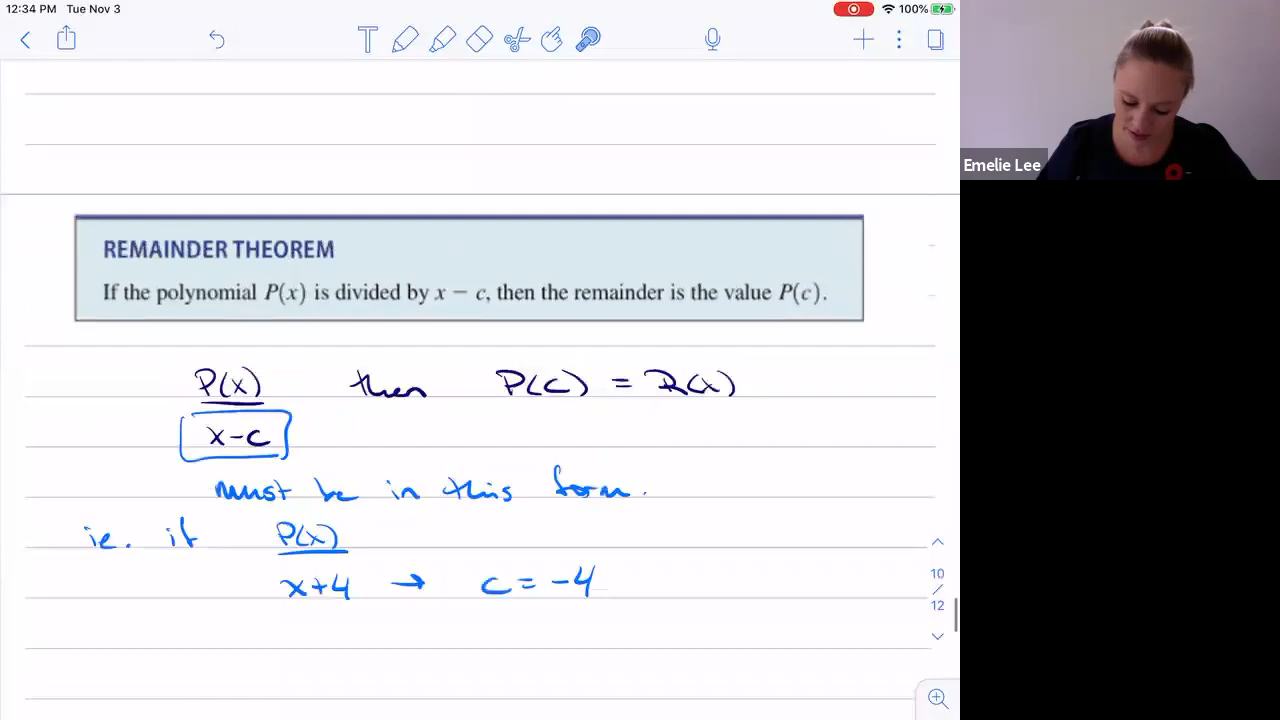 12:34 PM Tue Nov 3
100%
Emelie Lee
REMAINDER THEOREM
If the polynomial P(x) is divided by x − c, then the remainder is the value P(c).
P(x) then P(c) = R(x)
x-c
must be in this form.
ie. if P(x)
x+4 → c = -4
10
/
12